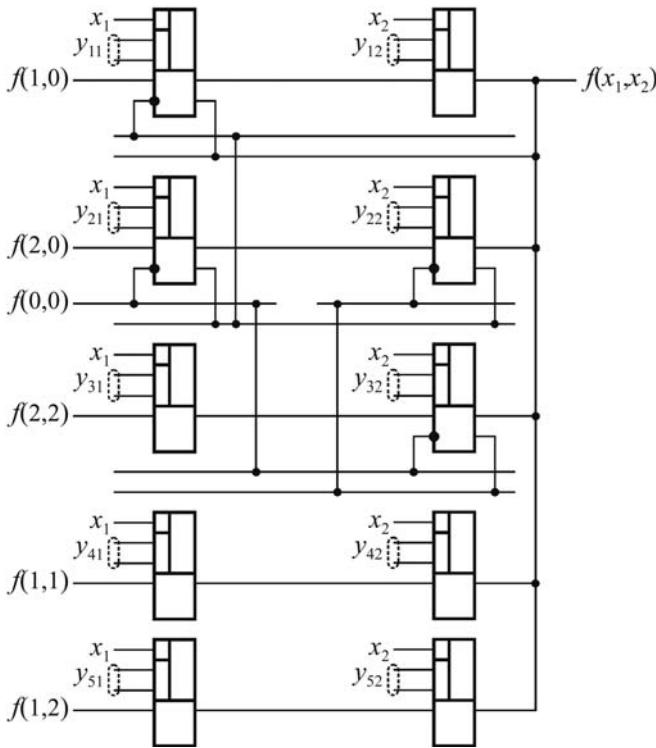 x₁ x₂
y₁₁ y₁₂
f(1,0) f(x₁,x₂)
x₁ x₂
y₂₁ y₂₂
f(2,0)
f(0,0)
x₁ x₂
y₃₁ y₃₂
f(2,2)
x₁ x₂
y₄₁ y₄₂
f(1,1)
x₁ x₂
y₅₁ y₅₂
f(1,2)